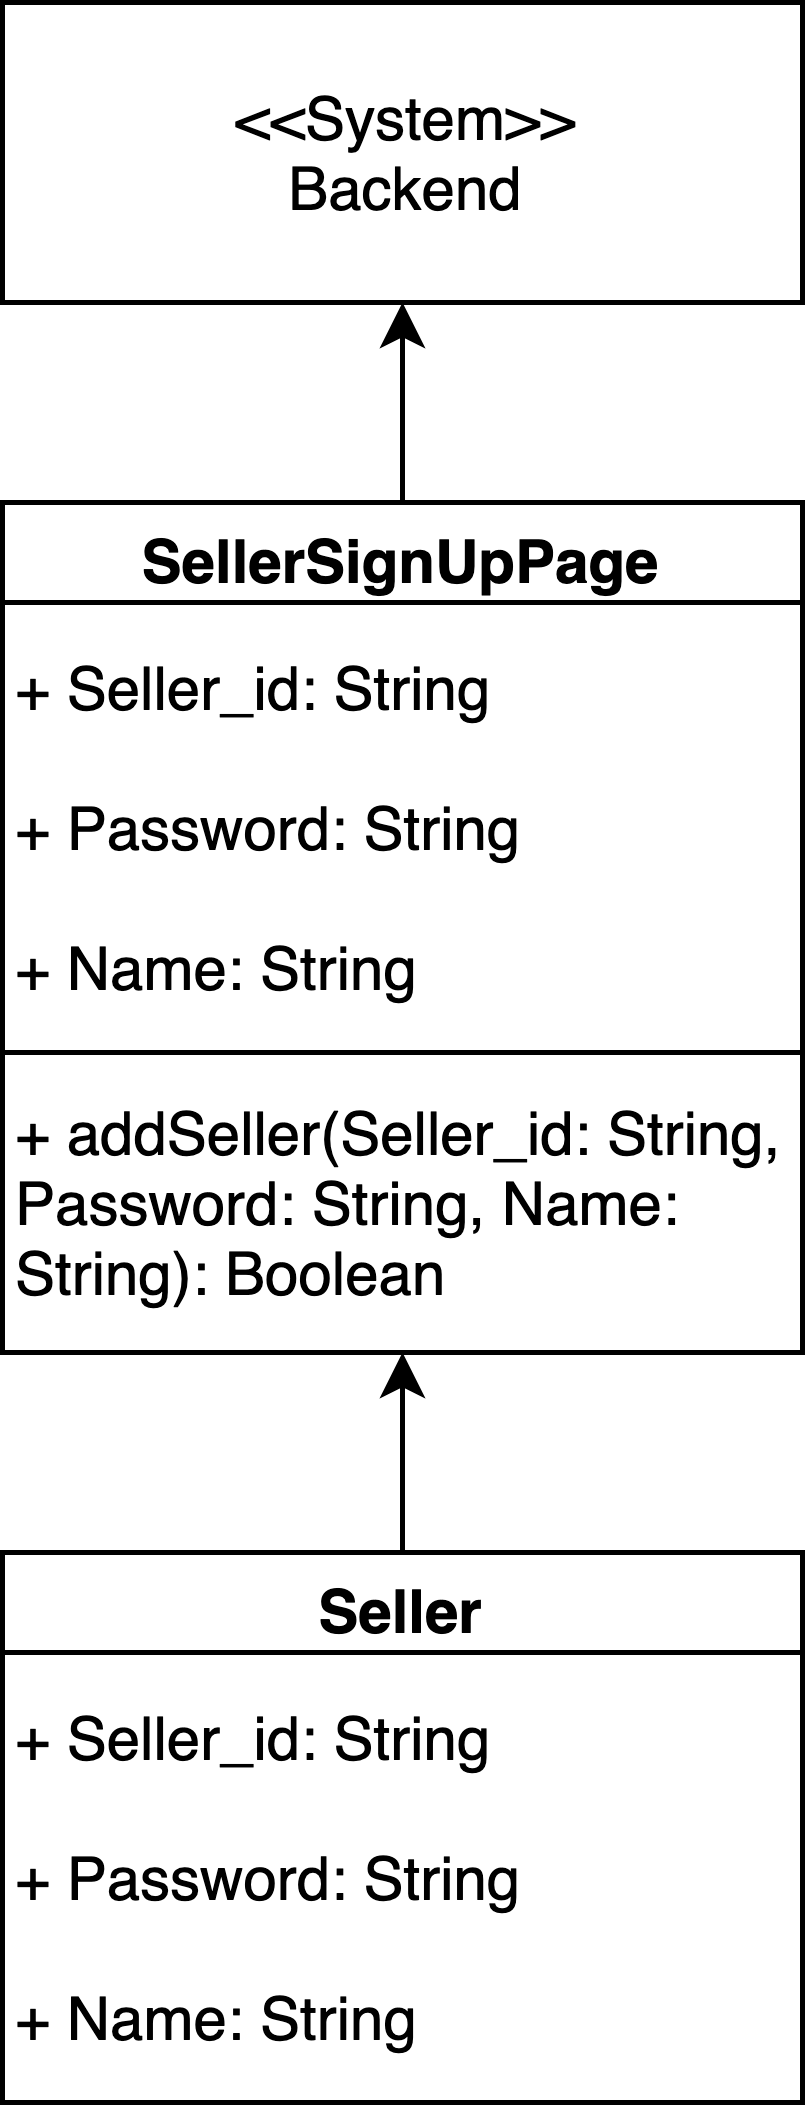 <<System>>
Backend
SellerSignUpPage
+ Seller_id: String
+ Password: String
+ Name: String
+ addSeller(Seller_id: String,
Password: String, Name:
String): Boolean
Seller
+ Seller_id: String
+ Password: String
+ Name: String